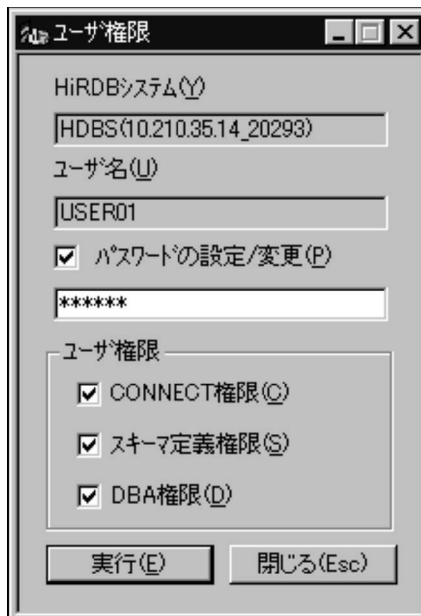 ユーザ権限
HiRDBシステム(Y)
HDBS(10.210.35.14_20293)
ユーザ名(U)
USER01
パスワードの設定/変更(P)
******
ユーザ権限
CONNECT権限(C)
スキーマ定義権限(S)
DBA権限(D)
実行(E) 閉じる(Esc)